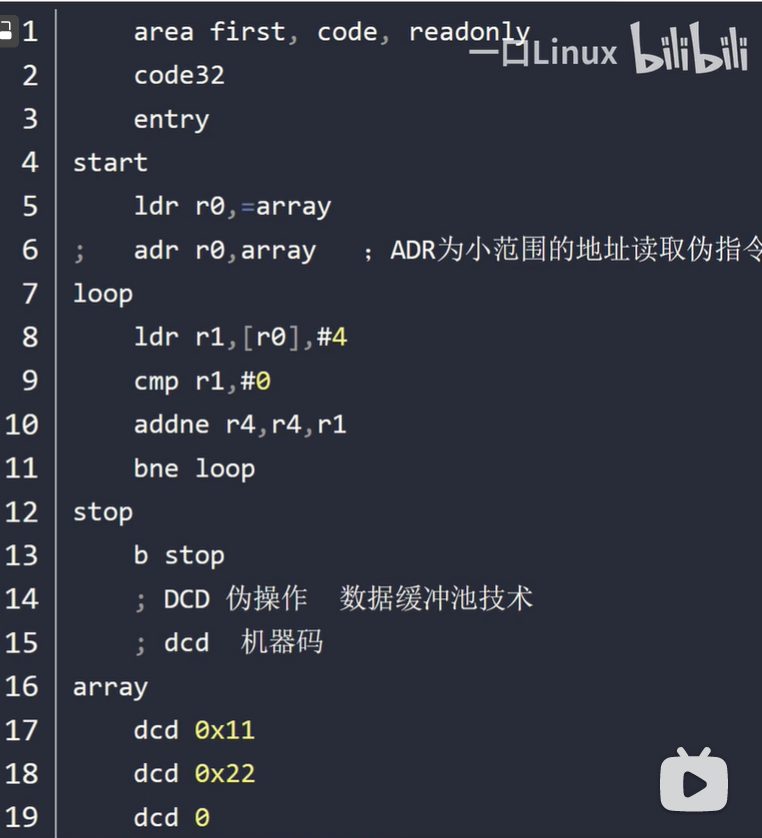 1 area first, code, readonly
一口Linux bilibili
2 code32
3 entry
4 start
5 ldr r0,=array
6 ; adr r0,array ; ADR为小范围的地址读取伪指令
7 loop
8 ldr r1,[r0],#4
9 cmp r1,#0
10 addne r4,r4,r1
11 bne loop
12 stop
13 b stop
14 ; DCD 伪操作 数据缓冲池技术
15 ; dcd 机器码
16 array
17 dcd 0x11
18 dcd 0x22
19 dcd 0